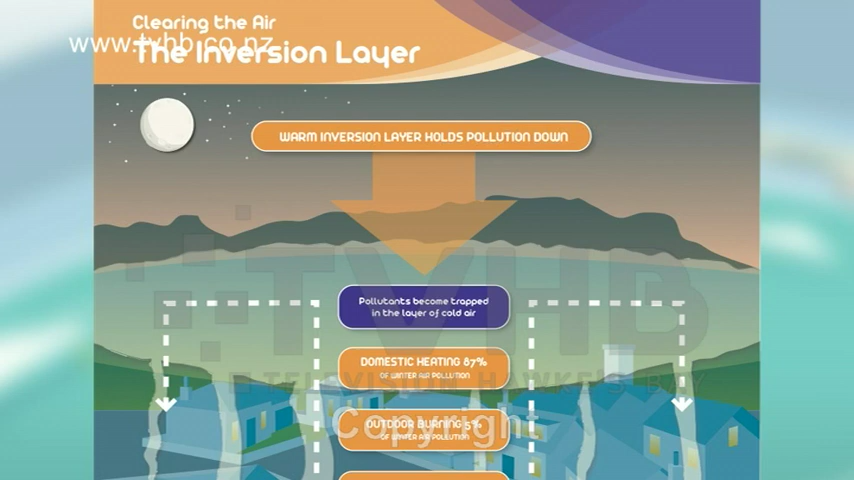 Clearing the Air
www.tvhb.co.nz
The Inversion Layer
WARM INVERSION LAYER HOLDS POLLUTION DOWN
TVHB
Pollutants become trapped
in the layer of cold air
DOMESTIC HEATING 87%
OF WINTER AIR POLLUTION
TELEVISION HAWKE'S BAY
OUTDOOR BURNING 5%
Copyright
OF WINTER AIR POLLUTION